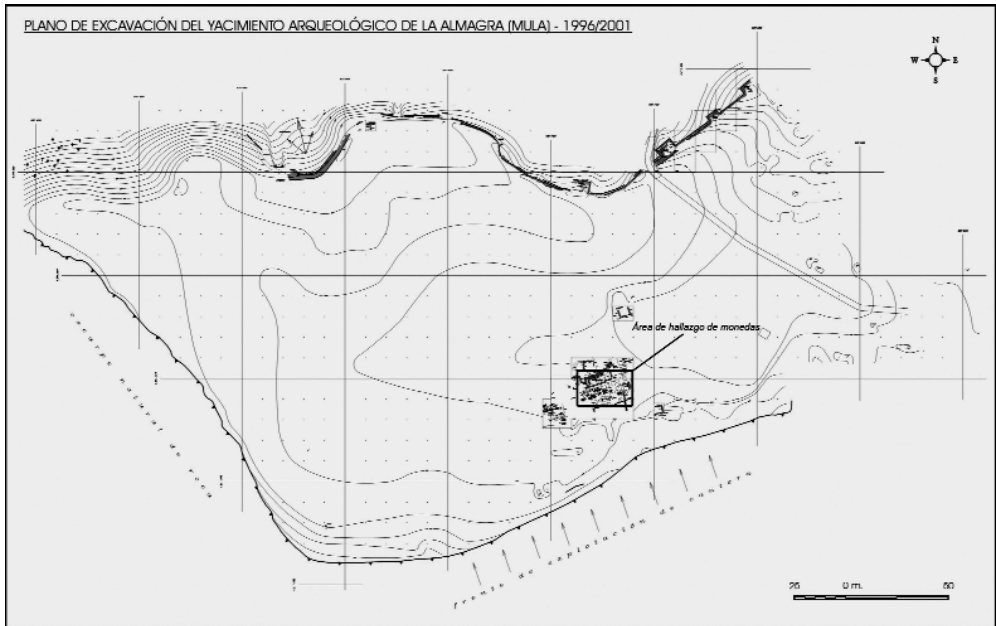 PLANO DE EXCAVACIÓN DEL YACIMIENTO ARQUEOLÓGICO DE LA ALMAGRA (MULA) - 1996/2001
N
W E
S
Área de hallazgo de monedas
escarpe natural de roca
frente de explotación de cantera
25 0 m. 50